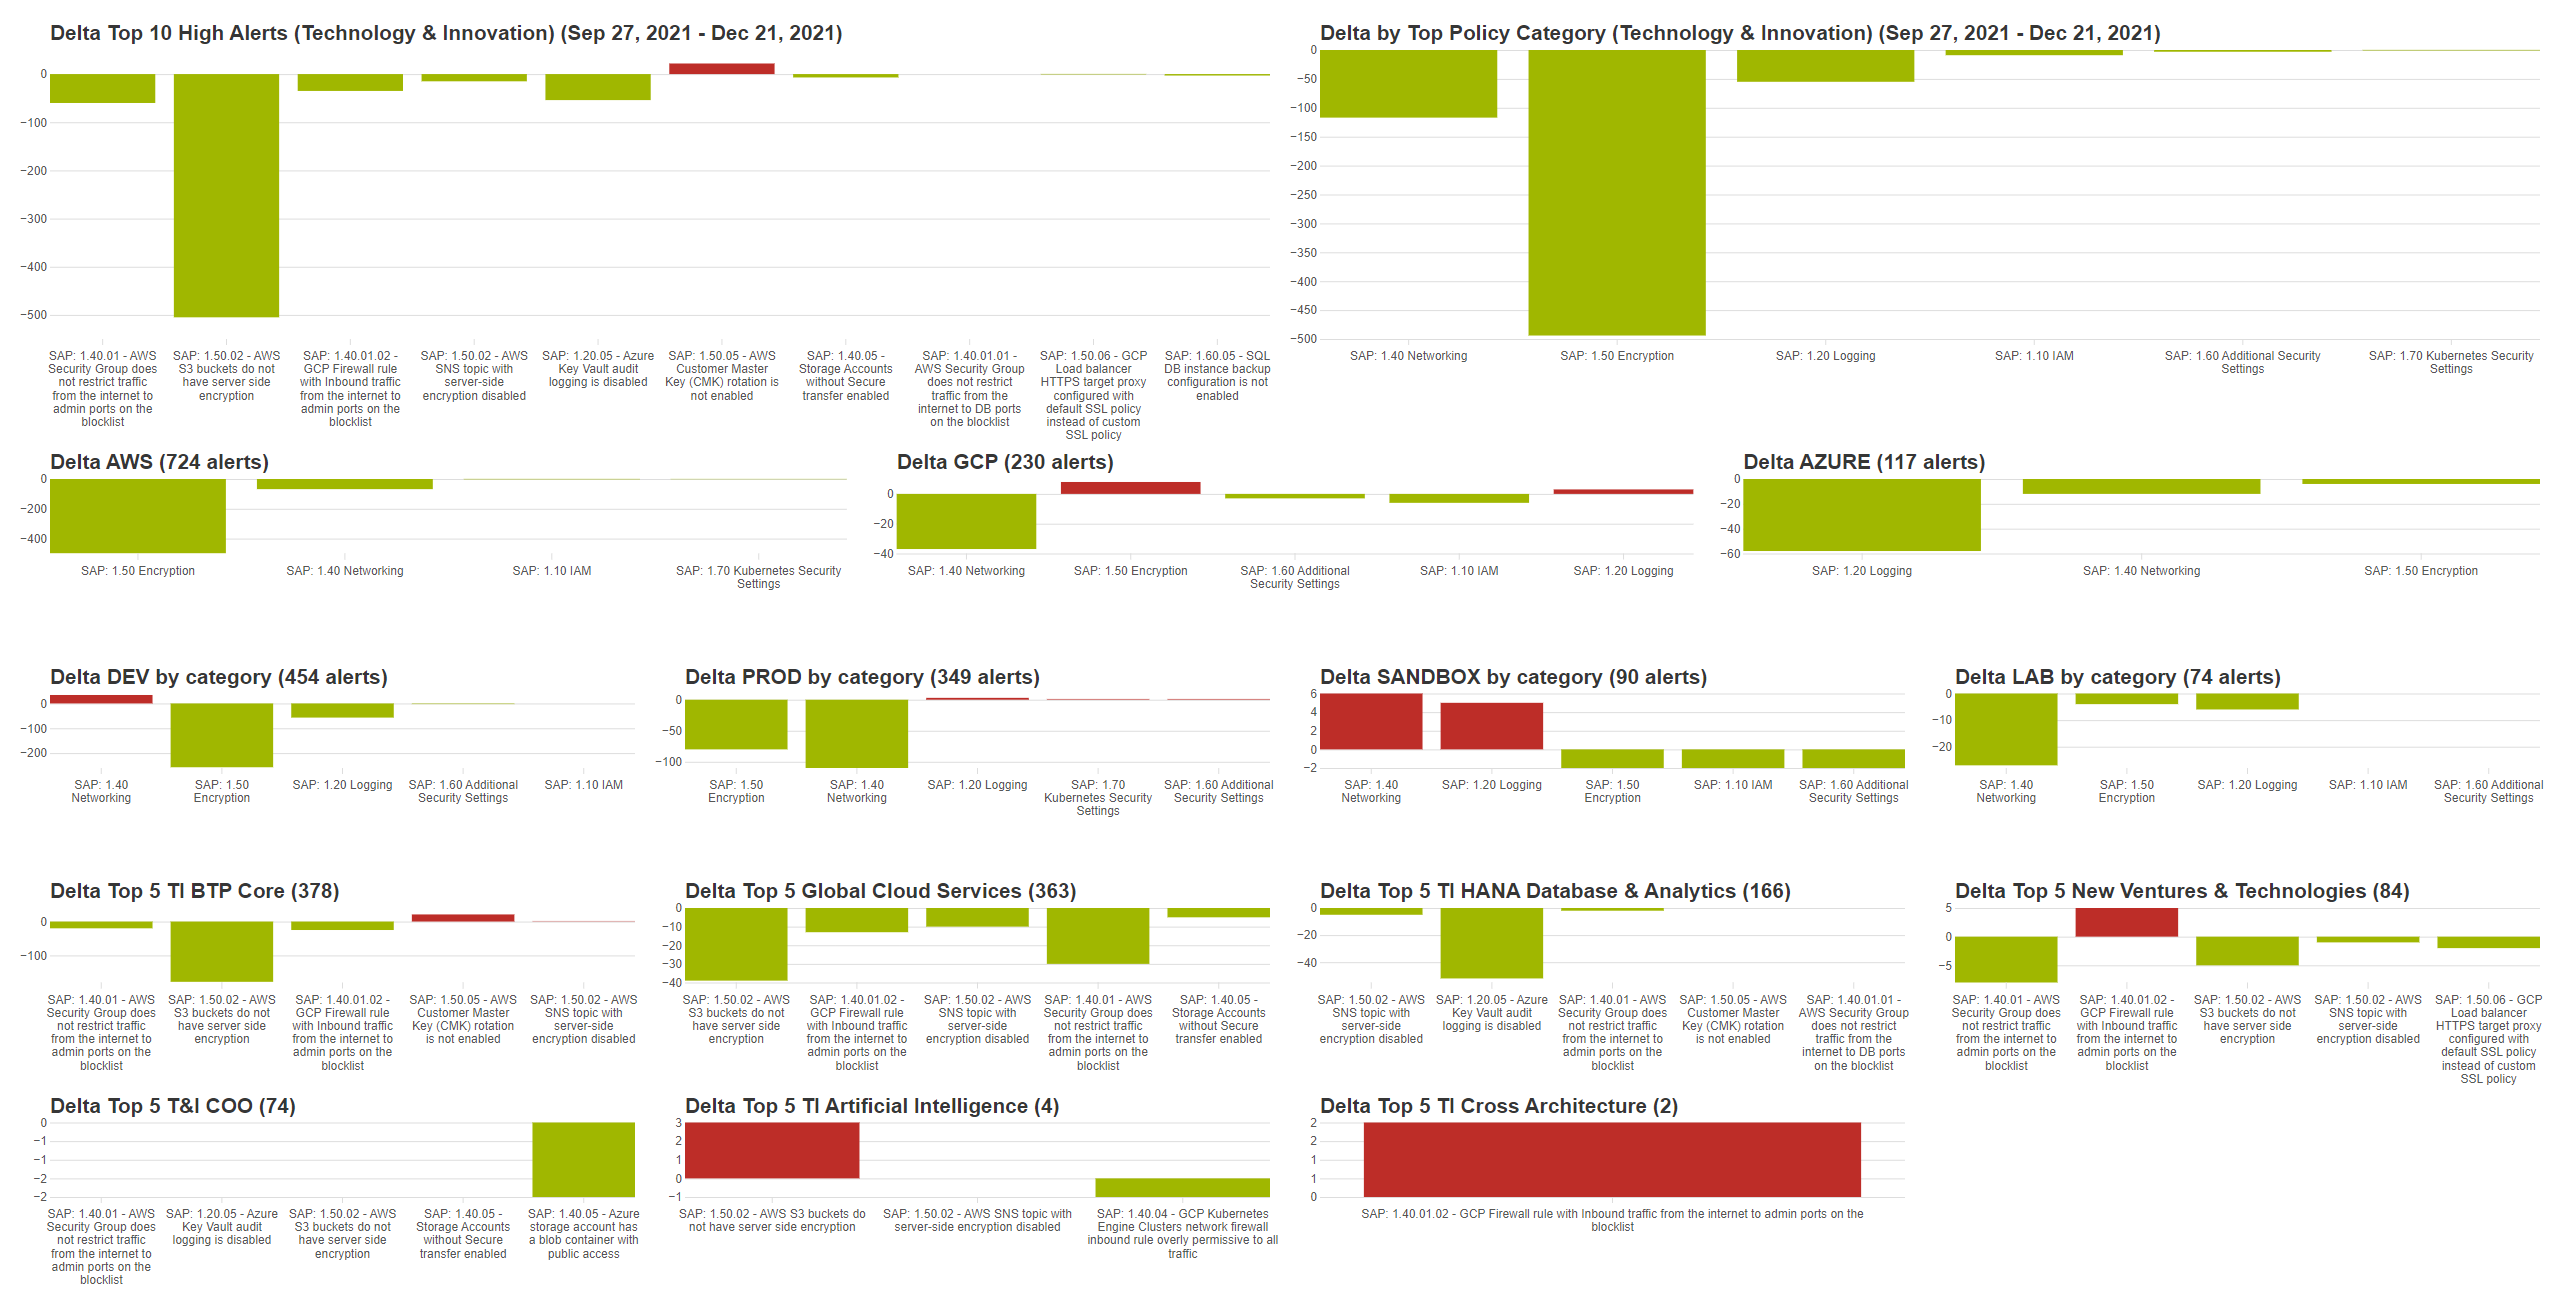 Delta Top 10 High Alerts (Technology & Innovation) (Sep 27, 2021 - Dec 21, 2021)
0
−100
−200
−300
−400
−500
SAP: 1.40.01 - AWS
Security Group does
not restrict traffic
from the internet to
admin ports on the
blocklist
SAP: 1.50.02 - AWS
S3 buckets do not
have server side
encryption
SAP: 1.40.01.02 -
GCP Firewall rule
with Inbound traffic
from the internet to
admin ports on the
blocklist
SAP: 1.50.02 - AWS
SNS topic with
server-side
encryption disabled
SAP: 1.20.05 - Azure
Key Vault audit
logging is disabled
SAP: 1.50.05 - AWS
Customer Master
Key (CMK) rotation is
not enabled
SAP: 1.40.05 -
Storage Accounts
without Secure
transfer enabled
SAP: 1.40.01.01 -
AWS Security Group
does not restrict
traffic from the
internet to DB ports
on the blocklist
SAP: 1.50.06 - GCP
Load balancer
HTTPS target proxy
configured with
default SSL policy
instead of custom
SSL policy
SAP: 1.60.05 - SQL
DB instance backup
configuration is not
enabled
Delta by Top Policy Category (Technology & Innovation) (Sep 27, 2021 - Dec 21, 2021)
0
−50
−100
−150
−200
−250
−300
−350
−400
−450
−500
SAP: 1.40 Networking
SAP: 1.50 Encryption
SAP: 1.20 Logging
SAP: 1.10 IAM
SAP: 1.60 Additional Security
Settings
SAP: 1.70 Kubernetes Security
Settings
Delta AWS (724 alerts)
0
−200
−400
SAP: 1.50 Encryption
SAP: 1.40 Networking
SAP: 1.10 IAM
SAP: 1.70 Kubernetes Security
Settings
Delta GCP (230 alerts)
0
−20
−40
SAP: 1.40 Networking
SAP: 1.50 Encryption
SAP: 1.60 Additional
Security Settings
SAP: 1.10 IAM
SAP: 1.20 Logging
Delta AZURE (117 alerts)
0
−20
−40
−60
SAP: 1.20 Logging
SAP: 1.40 Networking
SAP: 1.50 Encryption
Delta DEV by category (454 alerts)
0
−100
−200
SAP: 1.40
Networking
SAP: 1.50
Encryption
SAP: 1.20 Logging
SAP: 1.60 Additional
Security Settings
SAP: 1.10 IAM
Delta PROD by category (349 alerts)
0
−50
−100
SAP: 1.50
Encryption
SAP: 1.40
Networking
SAP: 1.20 Logging
SAP: 1.70
Kubernetes Security
Settings
SAP: 1.60 Additional
Security Settings
Delta SANDBOX by category (90 alerts)
6
4
2
0
−2
SAP: 1.40
Networking
SAP: 1.20 Logging
SAP: 1.50
Encryption
SAP: 1.10 IAM
SAP: 1.60 Additional
Security Settings
Delta LAB by category (74 alerts)
0
−10
−20
SAP: 1.40
Networking
SAP: 1.50
Encryption
SAP: 1.20 Logging
SAP: 1.10 IAM
SAP: 1.60 Additional
Security Settings
Delta Top 5 TI BTP Core (378)
0
−100
SAP: 1.40.01 - AWS
Security Group does
not restrict traffic
from the internet to
admin ports on the
blocklist
SAP: 1.50.02 - AWS
S3 buckets do not
have server side
encryption
SAP: 1.40.01.02 -
GCP Firewall rule
with Inbound traffic
from the internet to
admin ports on the
blocklist
SAP: 1.50.05 - AWS
Customer Master
Key (CMK) rotation
is not enabled
SAP: 1.50.02 - AWS
SNS topic with
server-side
encryption disabled
Delta Top 5 Global Cloud Services (363)
0
−10
−20
−30
−40
SAP: 1.50.02 - AWS
S3 buckets do not
have server side
encryption
SAP: 1.40.01.02 -
GCP Firewall rule
with Inbound traffic
from the internet to
admin ports on the
blocklist
SAP: 1.50.02 - AWS
SNS topic with
server-side
encryption disabled
SAP: 1.40.01 - AWS
Security Group does
not restrict traffic
from the internet to
admin ports on the
blocklist
SAP: 1.40.05 -
Storage Accounts
without Secure
transfer enabled
Delta Top 5 TI HANA Database & Analytics (166)
0
−20
−40
SAP: 1.50.02 - AWS
SNS topic with
server-side
encryption disabled
SAP: 1.20.05 - Azure
Key Vault audit
logging is disabled
SAP: 1.40.01 - AWS
Security Group does
not restrict traffic
from the internet to
admin ports on the
blocklist
SAP: 1.50.05 - AWS
Customer Master
Key (CMK) rotation
is not enabled
SAP: 1.40.01.01 -
AWS Security Group
does not restrict
traffic from the
internet to DB ports
on the blocklist
Delta Top 5 New Ventures & Technologies (84)
5
0
−5
SAP: 1.40.01 - AWS
Security Group does
not restrict traffic
from the internet to
admin ports on the
blocklist
SAP: 1.40.01.02 -
GCP Firewall rule
with Inbound traffic
from the internet to
admin ports on the
blocklist
SAP: 1.50.02 - AWS
S3 buckets do not
have server side
encryption
SAP: 1.50.02 - AWS
SNS topic with
server-side
encryption disabled
SAP: 1.50.06 - GCP
Load balancer
HTTPS target proxy
configured with
default SSL policy
instead of custom
SSL policy
Delta Top 5 T&I COO (74)
0
−1
−1
−2
−2
SAP: 1.40.01 - AWS
Security Group does
not restrict traffic
from the internet to
admin ports on the
blocklist
SAP: 1.20.05 - Azure
Key Vault audit
logging is disabled
SAP: 1.50.02 - AWS
S3 buckets do not
have server side
encryption
SAP: 1.40.05 -
Storage Accounts
without Secure
transfer enabled
SAP: 1.40.05 - Azure
storage account has
a blob container with
public access
Delta Top 5 TI Artificial Intelligence (4)
3
2
1
0
−1
SAP: 1.50.02 - AWS S3 buckets do
not have server side encryption
SAP: 1.50.02 - AWS SNS topic with
server-side encryption disabled
SAP: 1.40.04 - GCP Kubernetes
Engine Clusters network firewall
inbound rule overly permissive to all
traffic
Delta Top 5 TI Cross Architecture (2)
2
2
1
1
0
SAP: 1.40.01.02 - GCP Firewall rule with Inbound traffic from the internet to admin ports on the
blocklist